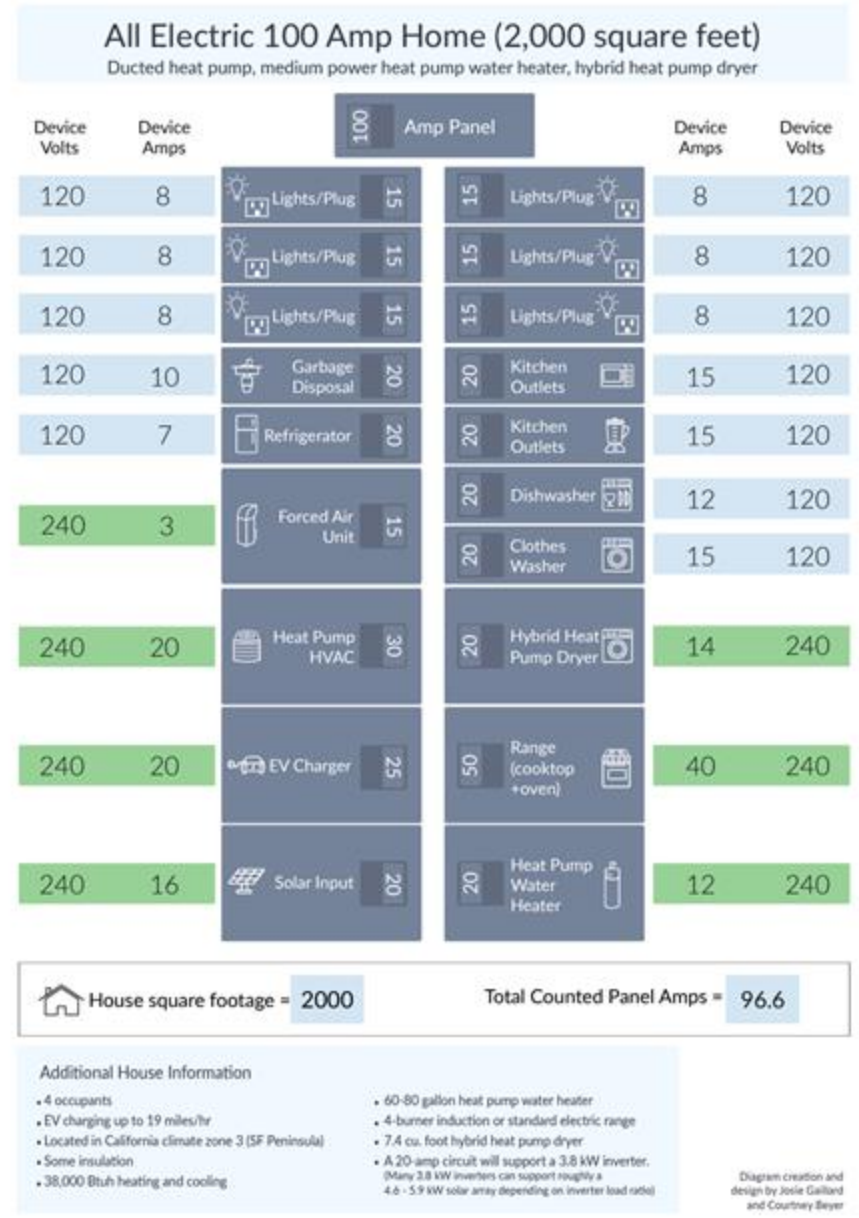 All Electric 100 Amp Home (2,000 square feet)
Ducted heat pump, medium power heat pump water heater, hybrid heat pump dryer
Device Volts
Device Amps
100 Amp Panel
Device Amps
Device Volts
120 8 Lights/Plug 15
15 Lights/Plug 8 120
120 8 Lights/Plug 15
15 Lights/Plug 8 120
120 8 Lights/Plug 15
15 Lights/Plug 8 120
120 10 Garbage Disposal 20
20 Kitchen Outlets 15 120
120 7 Refrigerator 20
20 Kitchen Outlets 15 120
240 3 Forced Air Unit 15
20 Dishwasher 12 120
20 Clothes Washer 15 120
240 20 Heat Pump HVAC 30
20 Hybrid Heat Pump Dryer 14 240
240 20 EV Charger 25
50 Range (cooktop +oven) 40 240
240 16 Solar Input 20
20 Heat Pump Water Heater 12 240
House square footage = 2000
Total Counted Panel Amps = 96.6
Additional House Information
• 4 occupants
• EV charging up to 19 miles/hr
• Located in California climate zone 3 (SF Peninsula)
• Some insulation
• 38,000 Btuh heating and cooling
• 60-80 gallon heat pump water heater
• 4-burner induction or standard electric range
• 7.4 cu. foot hybrid heat pump dryer
• A 20-amp circuit will support a 3.8 kW inverter.
(Many 3.8 kW inverters can support roughly a
4.6 - 5.9 kW solar array depending on inverter load ratio)
Diagram creation and
design by Josie Gaillard
and Courtney Beyer